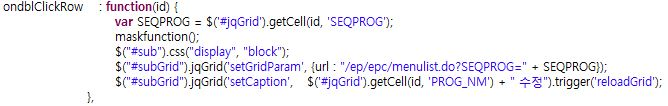 ondblClickRow : function(id) {
var SEQPROG = $('#jqGrid').getCell(id, 'SEQPROG');
maskfunction();
$("#sub").css("display", "block");
$("#subGrid").jqGrid('setGridParam', {url : "/ep/epc/menulist.do?SEQPROG=" + SEQPROG});
$("#subGrid").jqGrid('setCaption', $('#jqGrid').getCell(id, 'PROG_NM') + " 수정").trigger('reloadGrid');
},